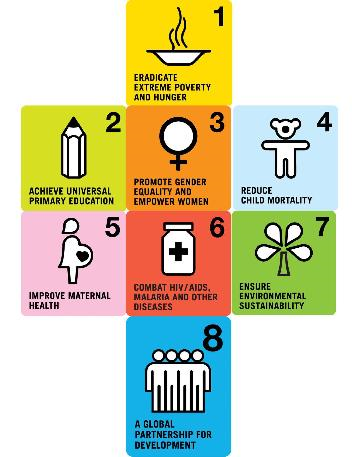 1
ERADICATE
EXTREME POVERTY
AND HUNGER
2
ACHIEVE UNIVERSAL
PRIMARY EDUCATION
3
PROMOTE GENDER
EQUALITY AND
EMPOWER WOMEN
4
REDUCE
CHILD MORTALITY
5
IMPROVE MATERNAL
HEALTH
6
COMBAT HIV/AIDS,
MALARIA AND OTHER
DISEASES
7
ENSURE
ENVIRONMENTAL
SUSTAINABILITY
8
A GLOBAL
PARTNERSHIP FOR
DEVELOPMENT